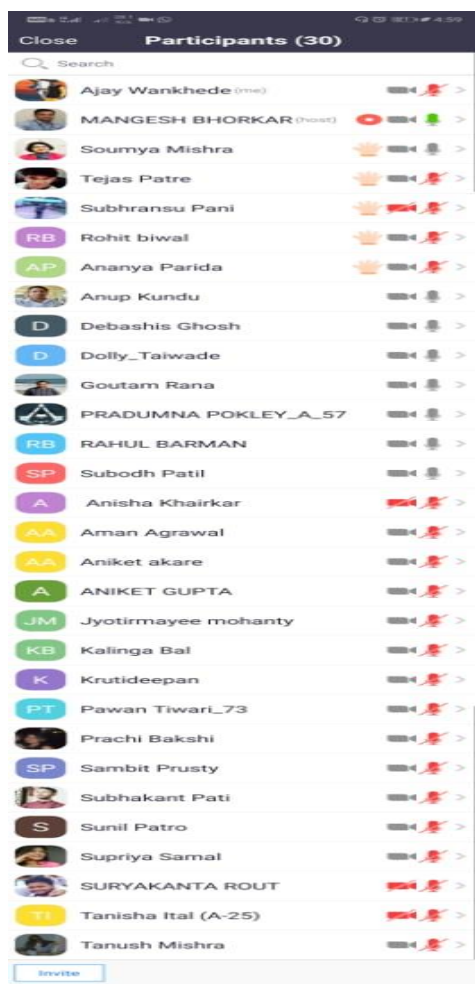 4:59
Close Participants (30)
Search
Ajay Wankhede (me)
MANGESH BHORKAR (host)
Soumya Mishra
Tejas Patre
Subhransu Pani
RB Rohit biwal
AP Ananya Parida
Anup Kundu
D Debashis Ghosh
D Dolly_Taiwade
Goutam Rana
PRADUMNA POKLEY_A_57
RB RAHUL BARMAN
SP Subodh Patil
A Anisha Khairkar
AA Aman Agrawal
AA Aniket akare
A ANIKET GUPTA
JM Jyotirmayee mohanty
KB Kalinga Bal
K Krutideepan
PT Pawan Tiwari_73
Prachi Bakshi
SP Sambit Prusty
Subhakant Pati
S Sunil Patro
Supriya Samal
SURYAKANTA ROUT
TI Tanisha Ital (A-25)
Tanush Mishra
Invite